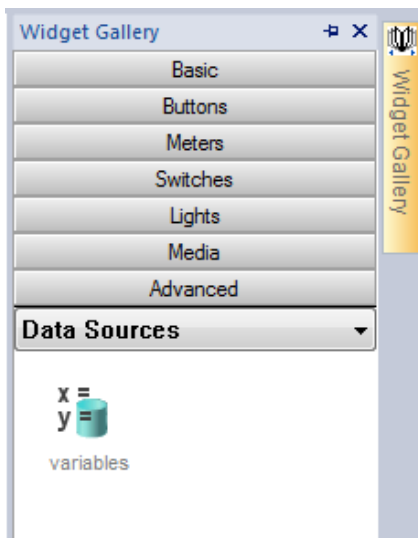 Widget Gallery
Basic
Buttons
Meters
Switches
Lights
Media
Advanced
Data Sources
x =
y =
variables
Widget Gallery